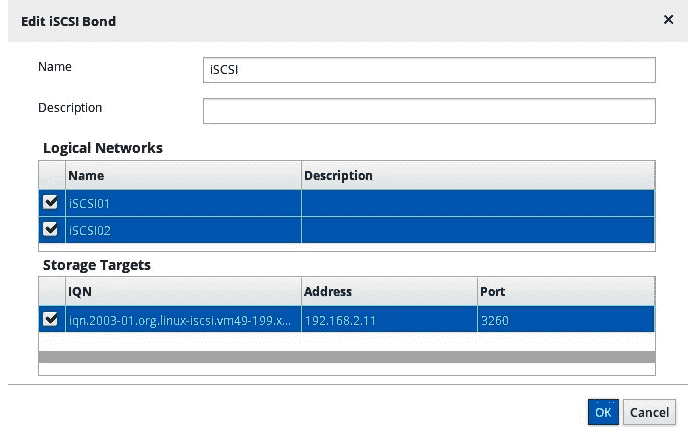 Edit iSCSI Bond
Name iSCSI
Description
Logical Networks
Name Description
iSCSI01
iSCSI02
Storage Targets
IQN Address Port
iqn.2003-01.org.linux-iscsi.vm49-199.x... 192.168.2.11 3260
OK Cancel